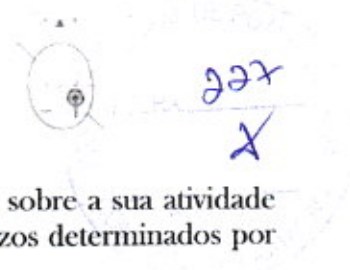 227
sobre a sua atividade
zos determinados por